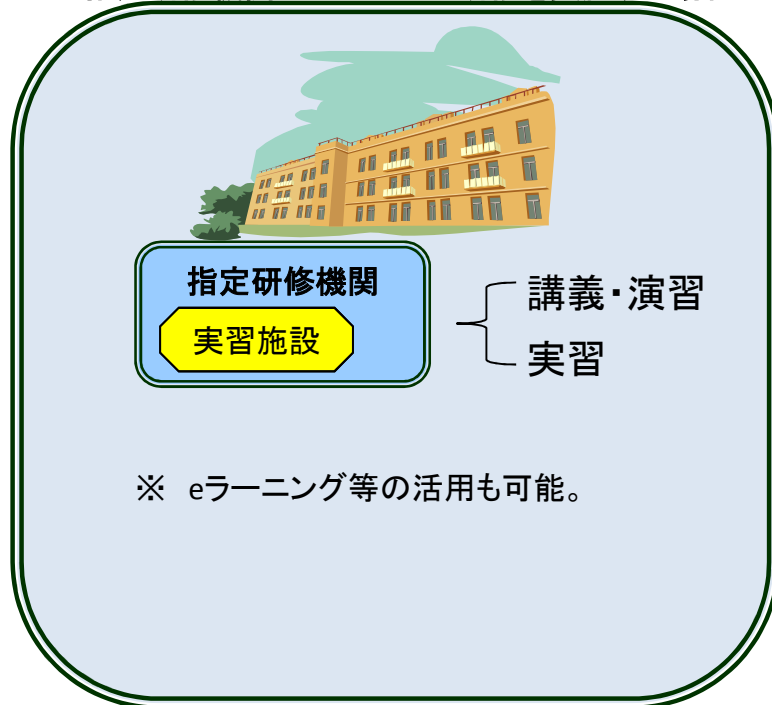 指定研修機関
実習施設
講義・演習
実習
※　eラーニング等の活用も可能。